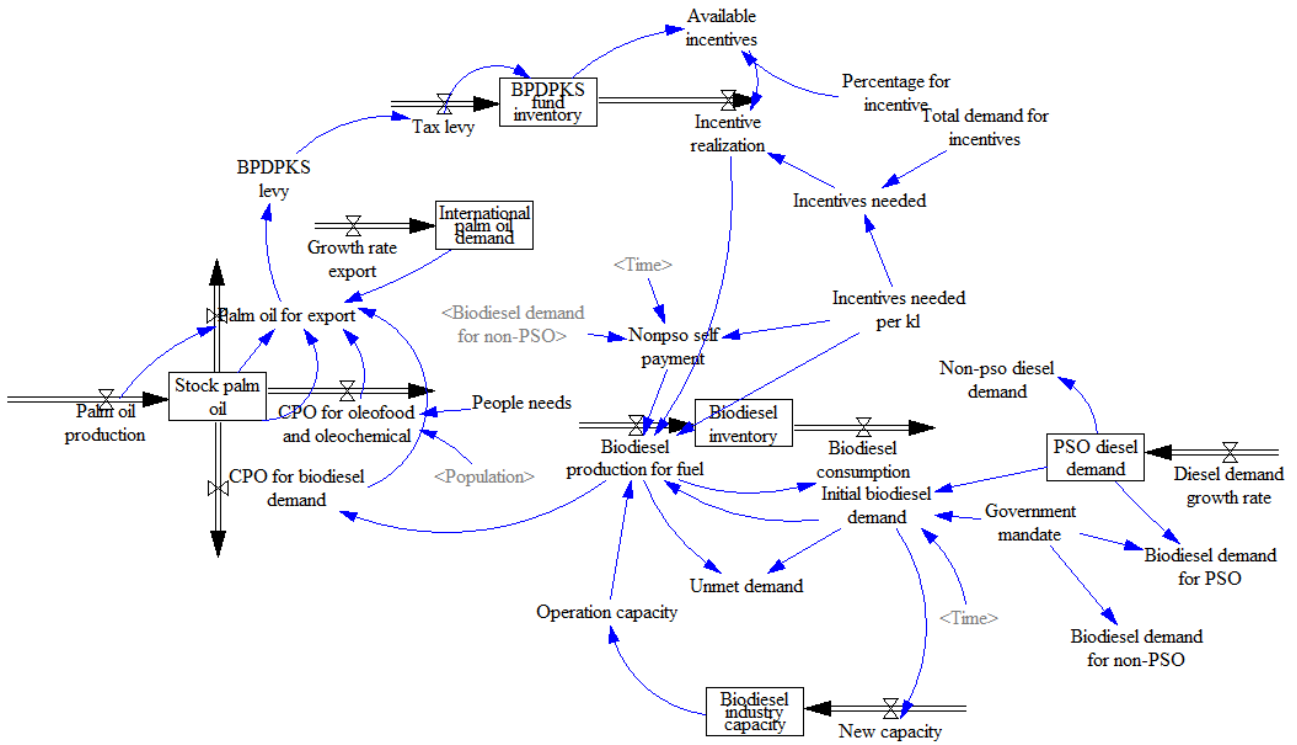 Available
incentives
BPDPKS
fund
inventory
Percentage for
incentive
Tax levy
Incentive
realization
Total demand for
incentives
BPDPKS
levy
Incentives needed
International
palm oil
demand
Growth rate
export
<Time>
Incentives needed
per kl
Palm oil for export
<Biodiesel demand
for non-PSO>
Nonpso self
payment
Non-pso diesel
demand
Stock palm
oil
Palm oil
production
CPO for oleofood
and oleochemical
People needs
Biodiesel
inventory
Biodiesel
production for fuel
Biodiesel
consumption
PSO diesel
demand
Diesel demand
growth rate
CPO for biodiesel
demand
<Population>
Initial biodiesel
demand
Government
mandate
Biodiesel demand
for PSO
Unmet demand
Operation capacity
<Time>
Biodiesel demand
for non-PSO
Biodiesel
industry
capacity
New capacity